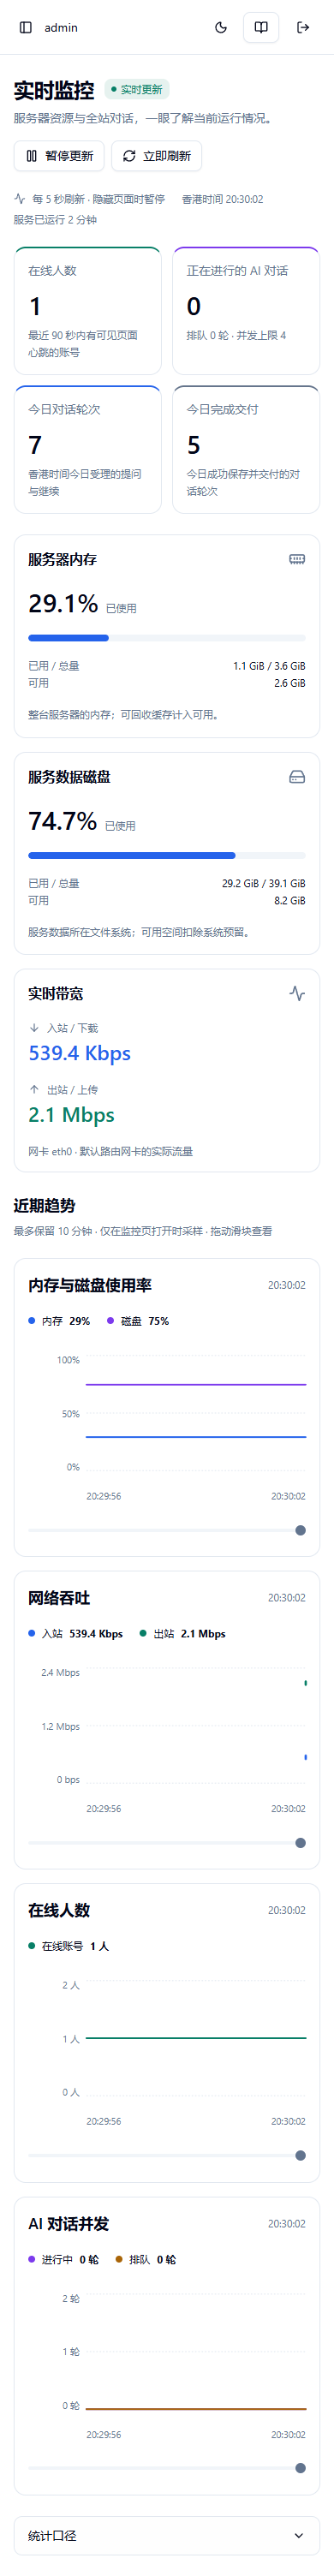 admin
实时监控 实时更新
服务器资源与全站对话，一眼了解当前运行情况。
暂停更新 立即刷新
每 5 秒刷新 · 隐藏页面时暂停 香港时间 20:30:02
服务已运行 2 分钟
在线人数
1
最近 90 秒内有可见页面
心跳的账号
正在进行的 AI 对话
0
排队 0 轮 · 并发上限 4
今日对话轮次
7
香港时间今日受理的提问
与继续
今日完成交付
5
今日成功保存并交付的对
话轮次
服务器内存
29.1% 已使用
已用 / 总量 1.1 GiB / 3.6 GiB
可用 2.6 GiB
整台服务器的内存；可回收缓存计入可用。
服务数据磁盘
74.7% 已使用
已用 / 总量 29.2 GiB / 39.1 GiB
可用 8.2 GiB
服务数据所在文件系统；可用空间扣除系统预留。
实时带宽
入站 / 下载
539.4 Kbps
出站 / 上传
2.1 Mbps
网卡 eth0 · 默认路由网卡的实际流量
近期趋势
最多保留 10 分钟 · 仅在监控页打开时采样 · 拖动滑块查看
内存与磁盘使用率 20:30:02
内存 29% 磁盘 75%
100%
50%
0%
20:29:56 20:30:02
网络吞吐 20:30:02
入站 539.4 Kbps 出站 2.1 Mbps
2.4 Mbps
1.2 Mbps
0 bps
20:29:56 20:30:02
在线人数 20:30:02
在线账号 1 人
2 人
1 人
0 人
20:29:56 20:30:02
AI 对话并发 20:30:02
进行中 0 轮 排队 0 轮
2 轮
1 轮
0 轮
20:29:56 20:30:02
统计口径